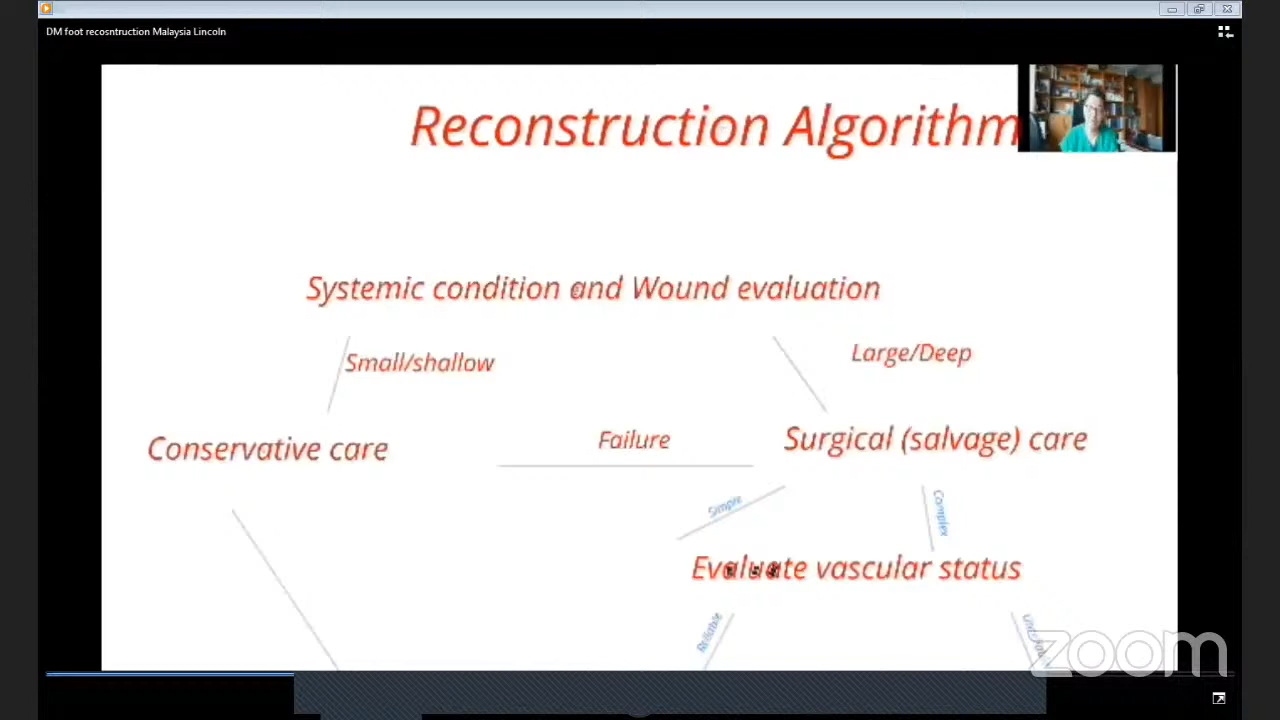 DM foot recosntruction Malaysia Lincoln
Reconstruction Algorithm
Systemic condition and Wound evaluation
Small/shallow
Large/Deep
Conservative care
Failure
Surgical (salvage) care
Simple
Complex
Evaluate vascular status
Reliable
zoom